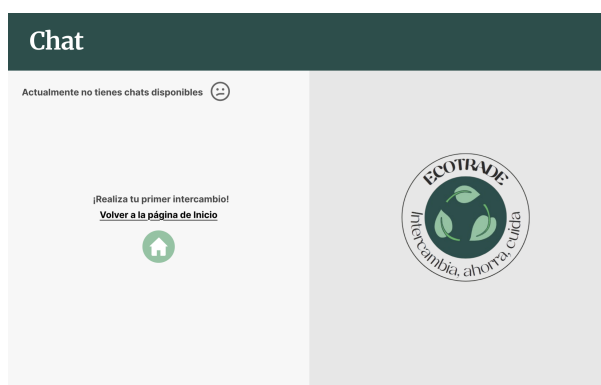 Chat
Actualmente no tienes chats disponibles
¡Realiza tu primer intercambio!
Volver a la página de Inicio
ECOTRADE
Intercambia, ahorra, cuida